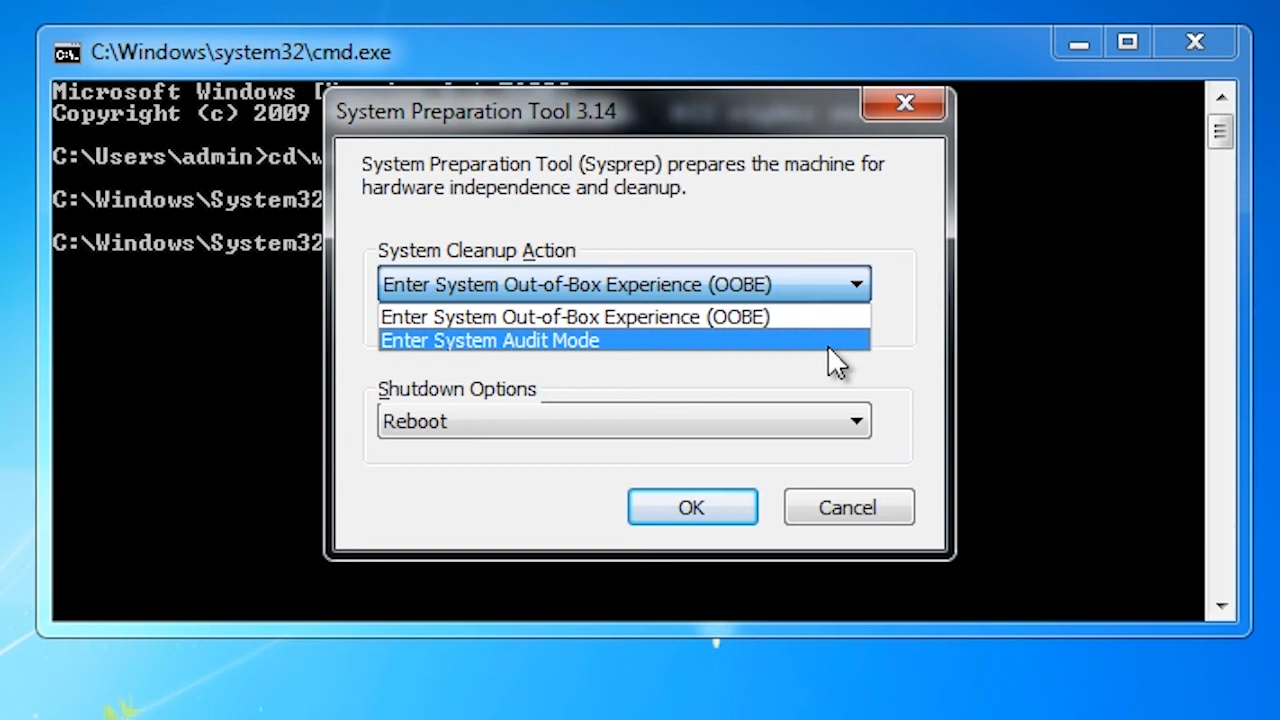 C:\Windows\system32\cmd.exe
Microsoft Windows [
Copyright (c) 2009
C:\Users\admin>cd\w
C:\Windows\System32
C:\Windows\System32
System Preparation Tool 3.14
System Preparation Tool (Sysprep) prepares the machine for
hardware independence and cleanup.
System Cleanup Action
Enter System Out-of-Box Experience (OOBE)
Enter System Out-of-Box Experience (OOBE)
Enter System Audit Mode
Shutdown Options
Reboot
OK
Cancel